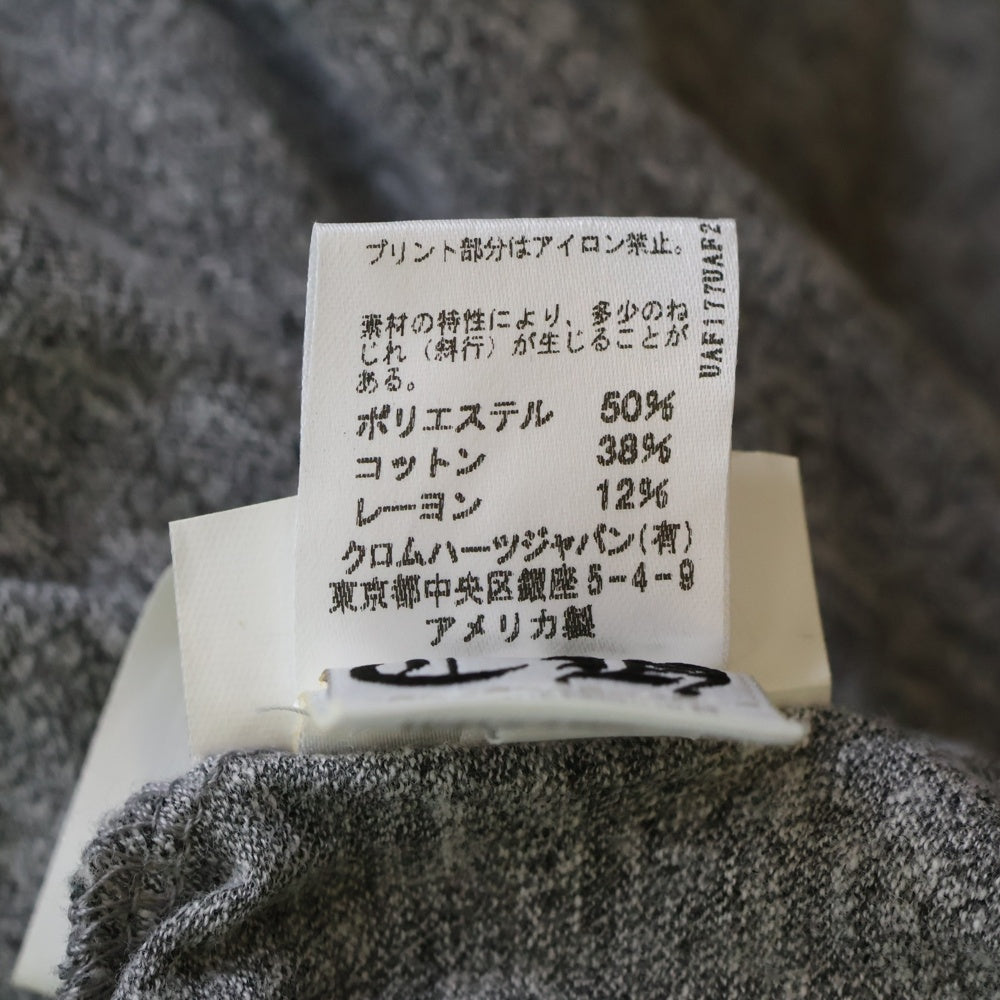 プリント部分はアイロン禁止。
素材の特性により、多少のね
じれ（斜行）が生じることが
ある。
ポリエステル 50%
コットン 38%
レーヨン 12%
クロムハーツジャパン(有)
東京都中央区銀座5-4-9
アメリカ製
UAF177UAF2